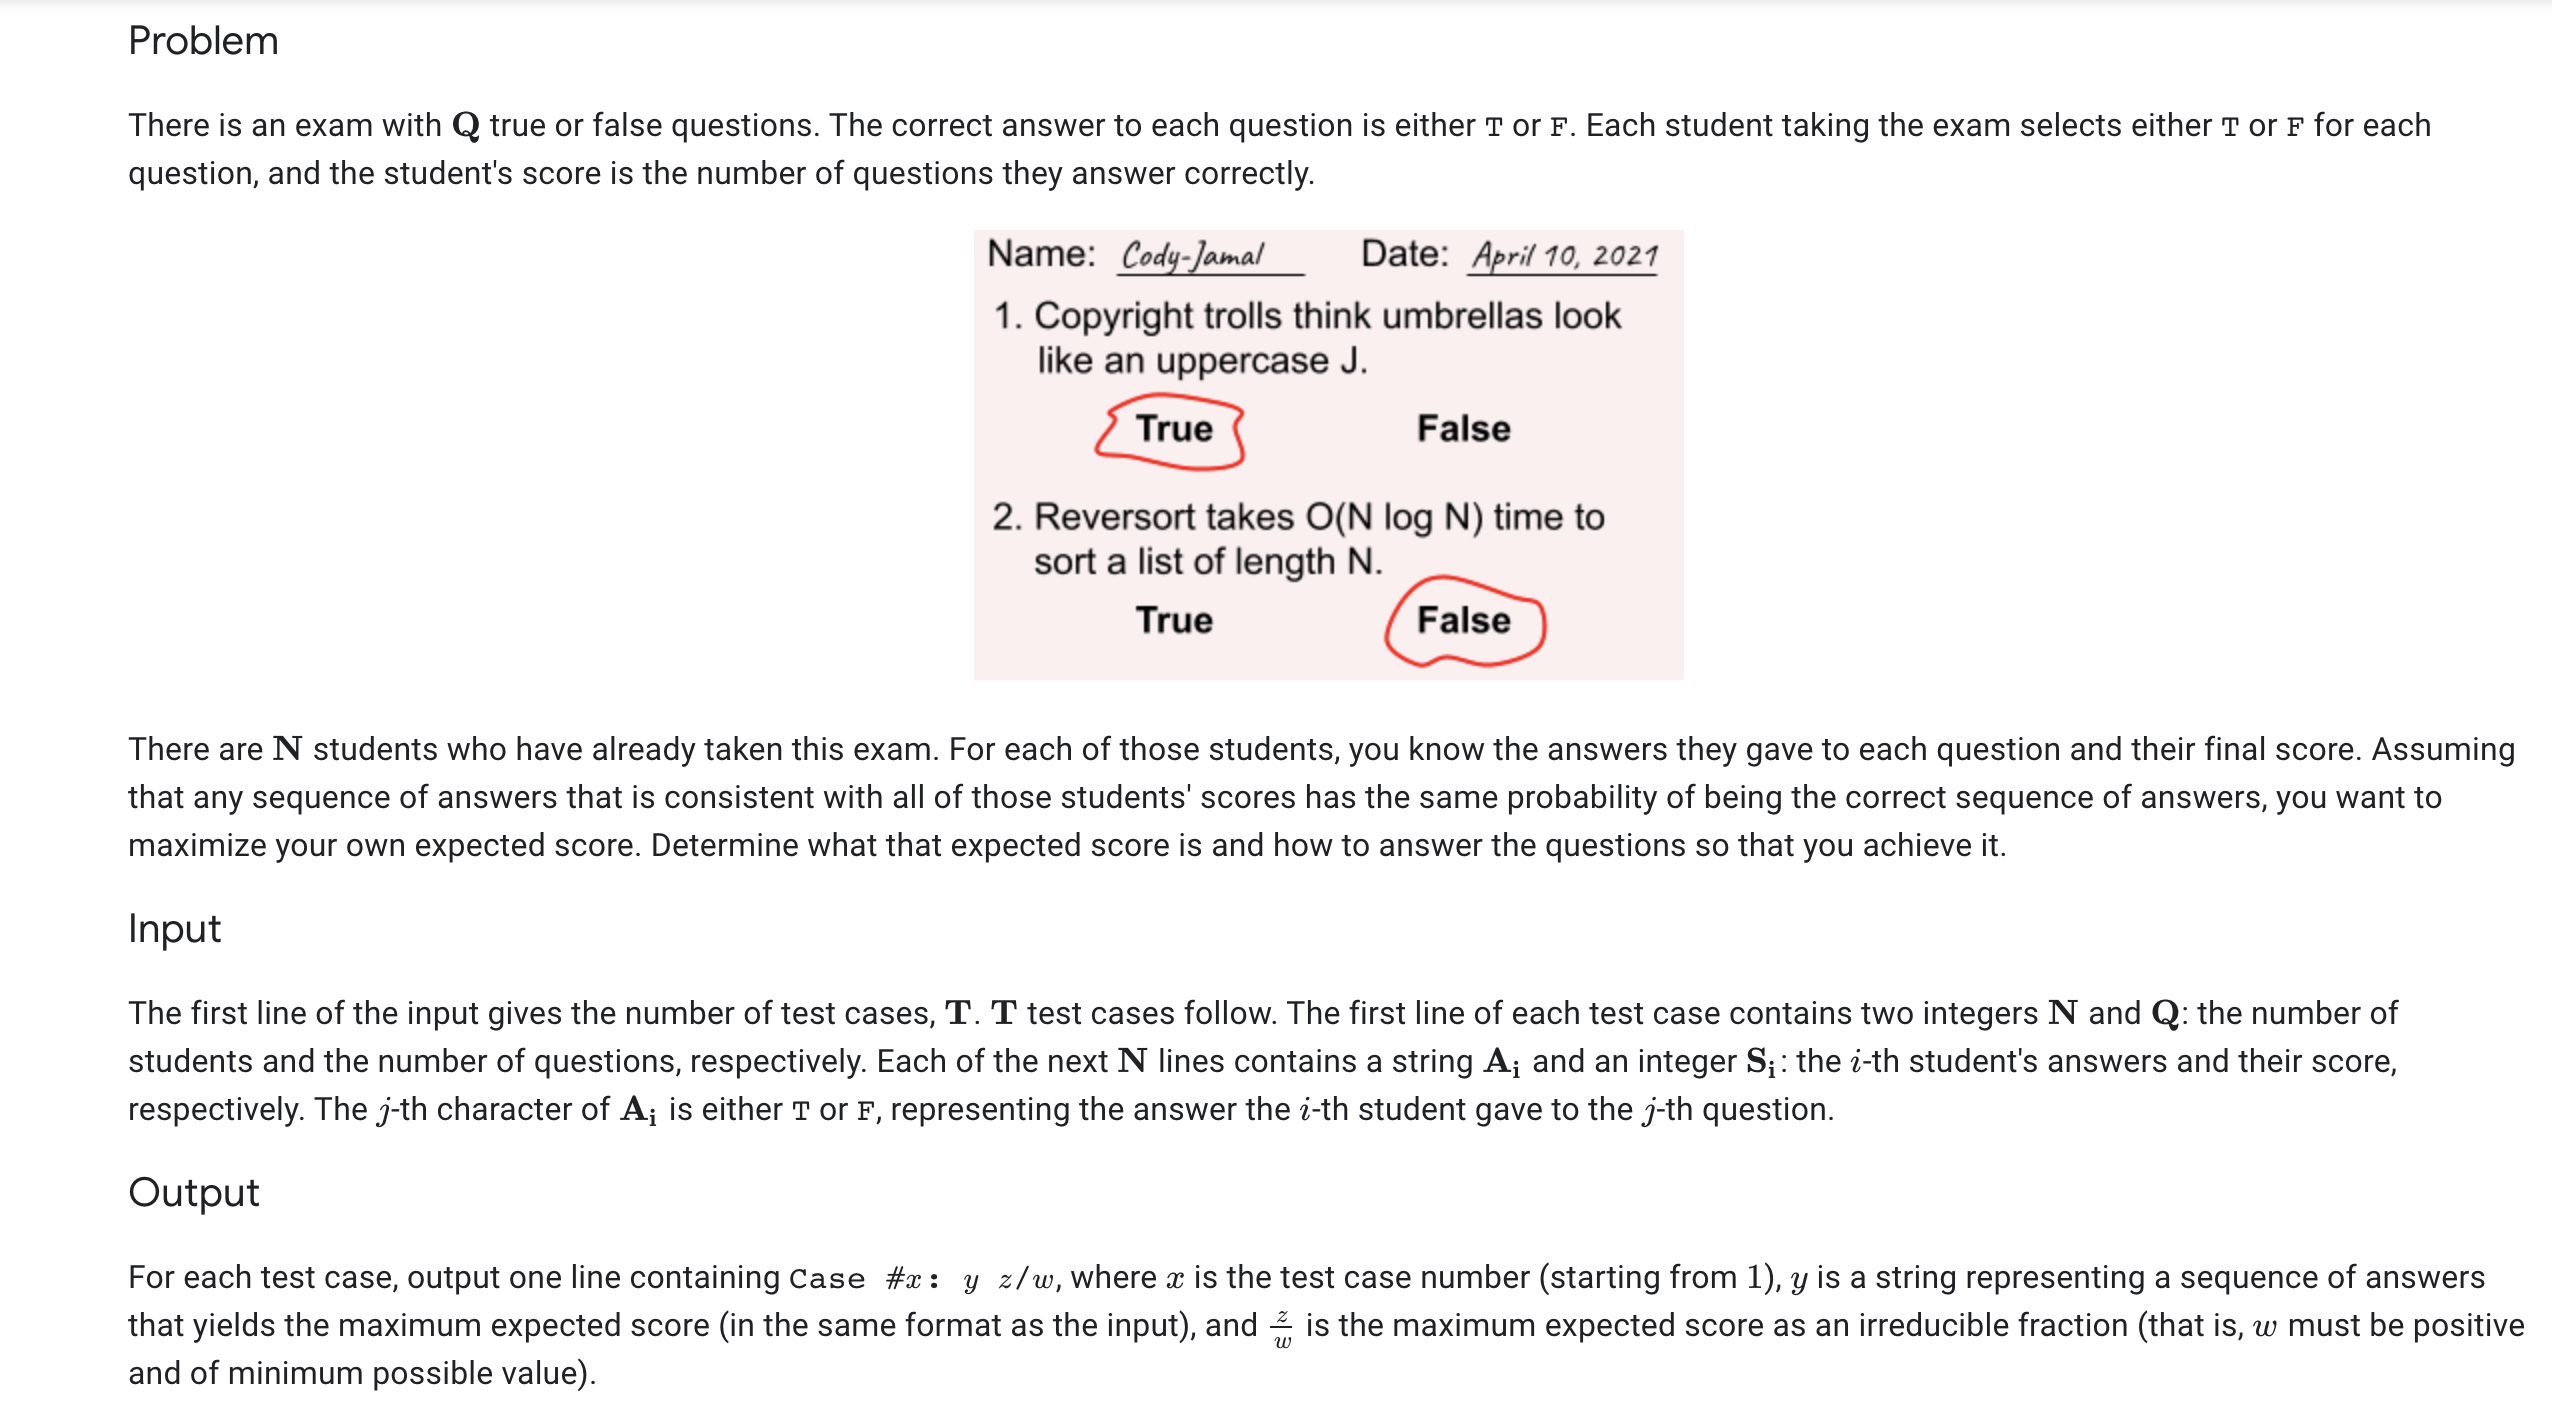 Problem
There is an exam with Q true or false questions. The correct answer to each question is either T or F. Each student taking the exam selects either T or F for each
question, and the student's score is the number of questions they answer correctly.
Name: Cody-Jamal Date: April 10, 2021
1. Copyright trolls think umbrellas look
like an uppercase J.
True False
2. Reversort takes O(N log N) time to
sort a list of length N.
True False
There are N students who have already taken this exam. For each of those students, you know the answers they gave to each question and their final score. Assuming
that any sequence of answers that is consistent with all of those students' scores has the same probability of being the correct sequence of answers, you want to
maximize your own expected score. Determine what that expected score is and how to answer the questions so that you achieve it.
Input
The first line of the input gives the number of test cases, T. T test cases follow. The first line of each test case contains two integers N and Q: the number of
students and the number of questions, respectively. Each of the next N lines contains a string Aᵢ and an integer Sᵢ: the i-th student's answers and their score,
respectively. The j-th character of Aᵢ is either T or F, representing the answer the i-th student gave to the j-th question.
Output
For each test case, output one line containing Case #x: y z/w, where x is the test case number (starting from 1), y is a string representing a sequence of answers
that yields the maximum expected score (in the same format as the input), and z/w is the maximum expected score as an irreducible fraction (that is, w must be positive
and of minimum possible value).